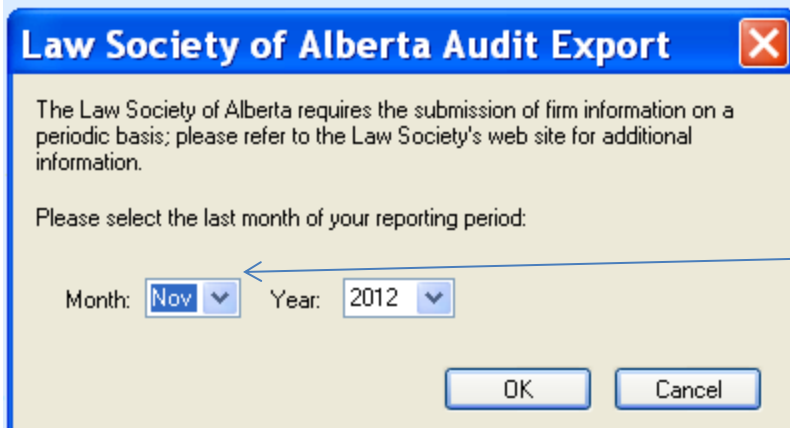 Law Society of Alberta Audit Export
The Law Society of Alberta requires the submission of firm information on a
periodic basis; please refer to the Law Society's web site for additional
information.
Please select the last month of your reporting period:
Month: Nov Year: 2012
OK Cancel